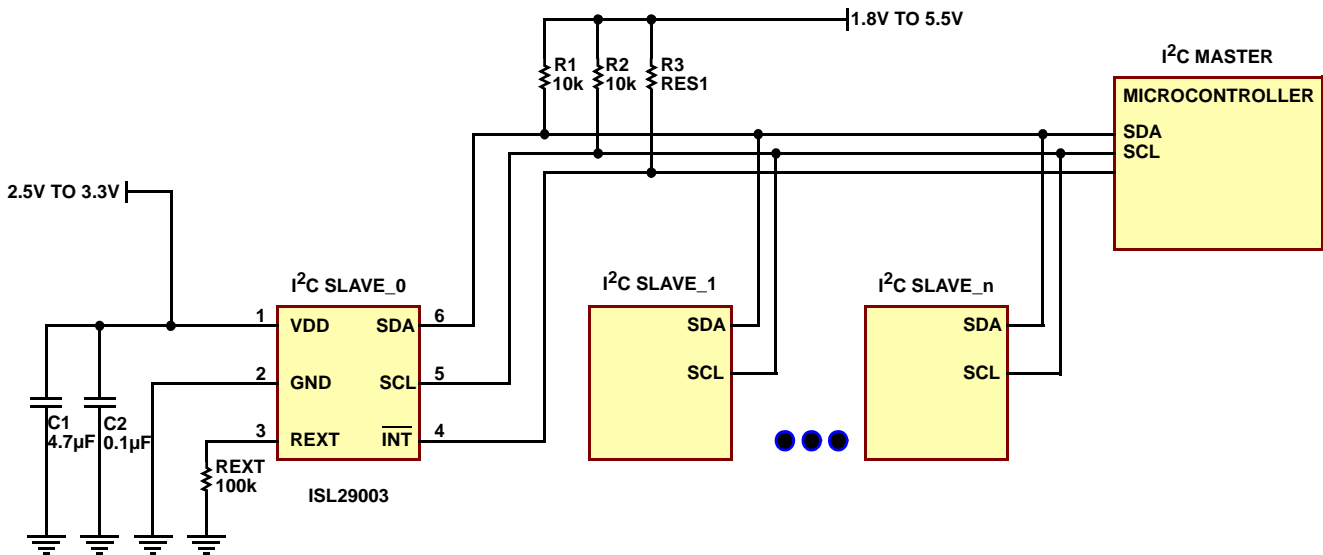 1.8V TO 5.5V
R1
10k
R2
10k
R3
RES1
I²C MASTER
MICROCONTROLLER
SDA
SCL
2.5V TO 3.3V
I²C SLAVE_0
1
VDD
SDA
6
2
GND
SCL
5
3
REXT
INT
4
C1
4.7µF
C2
0.1µF
REXT
100k
ISL29003
I²C SLAVE_1
SDA
SCL
I²C SLAVE_n
SDA
SCL